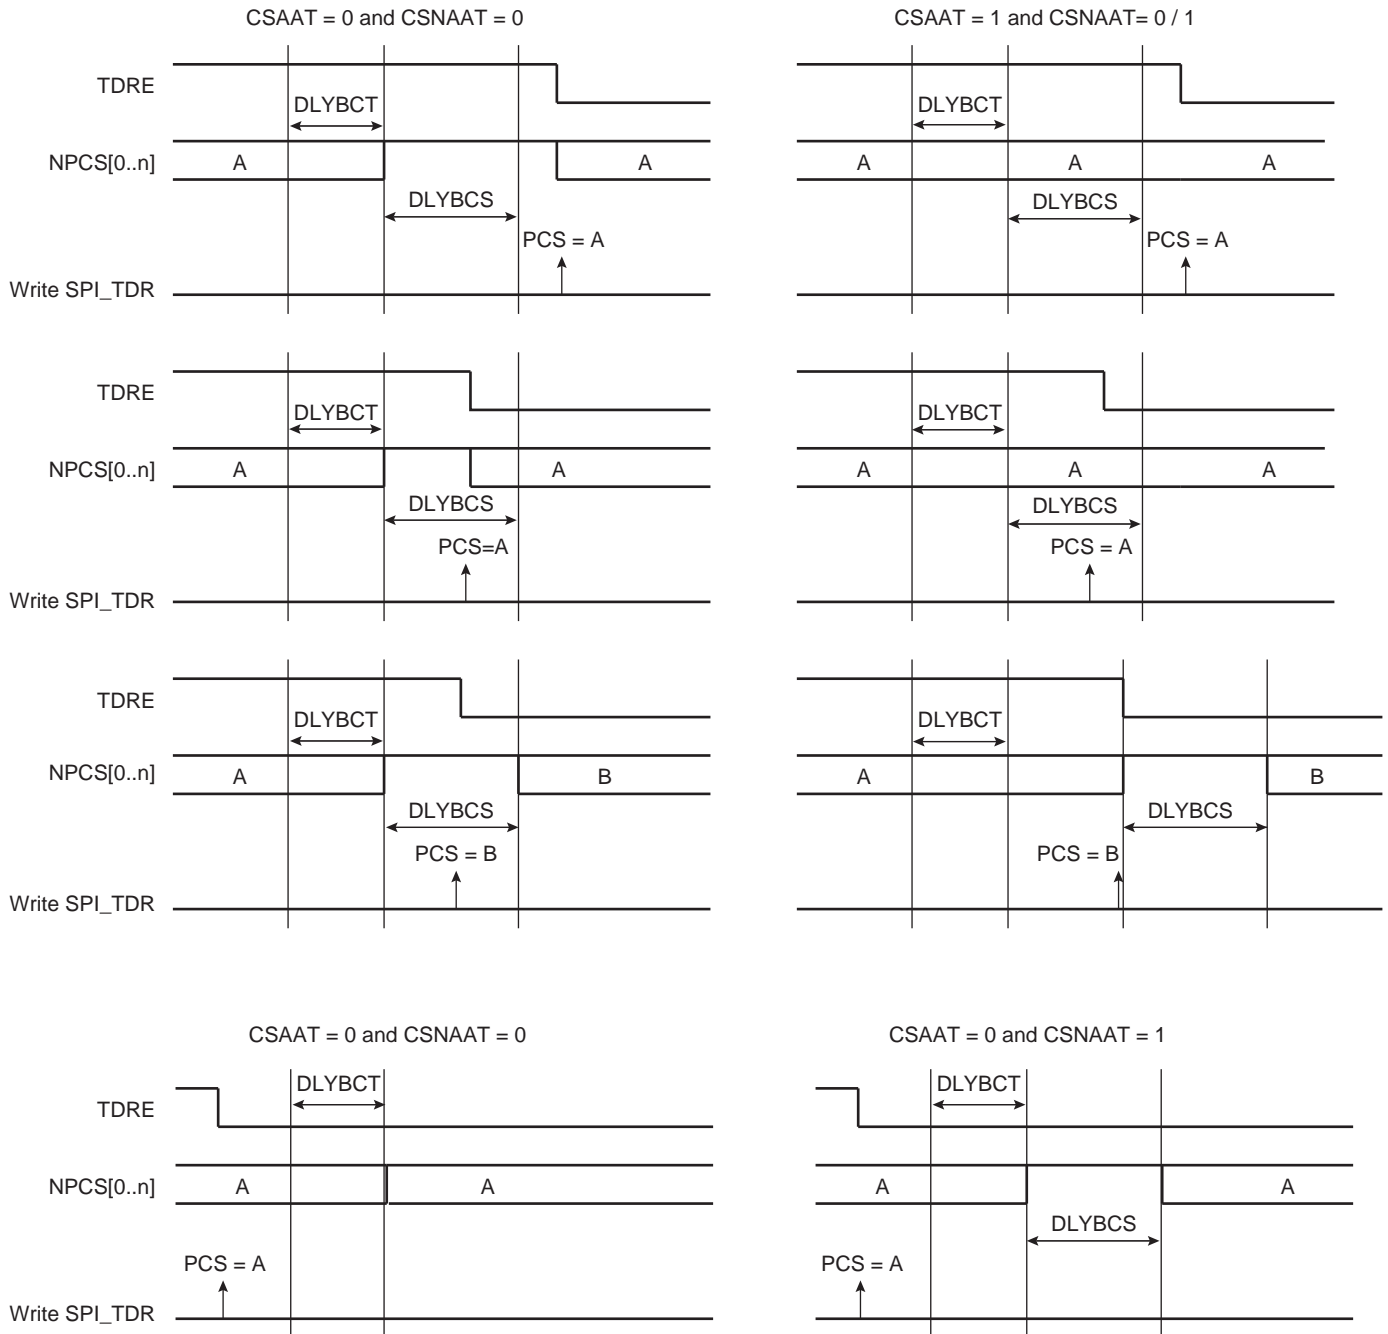 CSAAT = 0 and CSNAAT = 0
CSAAT = 1 and CSNAAT= 0 / 1
TDRE
DLYBCT
DLYBCT
NPCS[0..n]
A
A
A
A
A
DLYBCS
DLYBCS
PCS = A
PCS = A
Write SPI_TDR
TDRE
DLYBCT
DLYBCT
NPCS[0..n]
A
A
A
A
A
DLYBCS
DLYBCS
PCS=A
PCS = A
Write SPI_TDR
TDRE
DLYBCT
DLYBCT
NPCS[0..n]
A
B
A
B
DLYBCS
DLYBCS
PCS = B
PCS = B
Write SPI_TDR
CSAAT = 0 and CSNAAT = 0
CSAAT = 0 and CSNAAT = 1
DLYBCT
DLYBCT
TDRE
NPCS[0..n]
A
A
A
A
DLYBCS
PCS = A
PCS = A
Write SPI_TDR